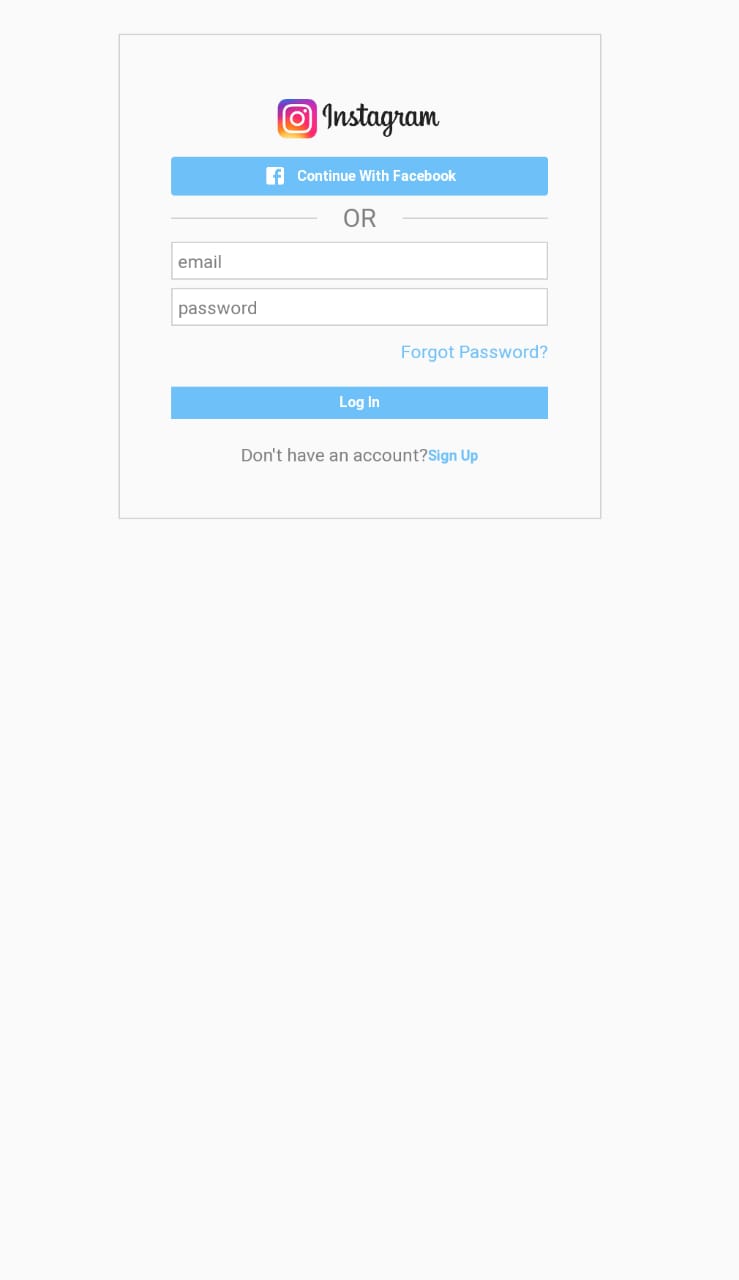 Instagram
Continue With Facebook
OR
email
password
Forgot Password?
Log In
Don't have an account?Sign Up